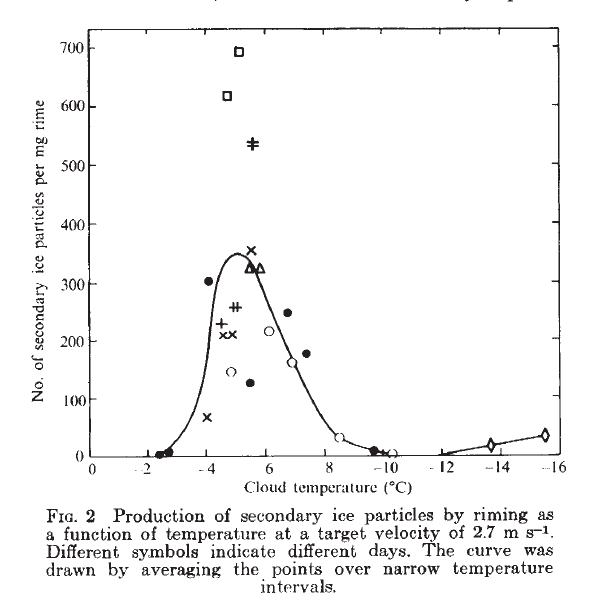 700
600
500
400
300
200
100
0
No. of secondary ice particles per mg rime
0 -2 -4 6 6 8 -10 -12 -14 -16
Cloud temperature (°C)
FIG. 2 Production of secondary ice particles by riming as
a function of temperature at a target velocity of 2.7 m s⁻¹.
Different symbols indicate different days. The curve was
drawn by averaging the points over narrow temperature
intervals.